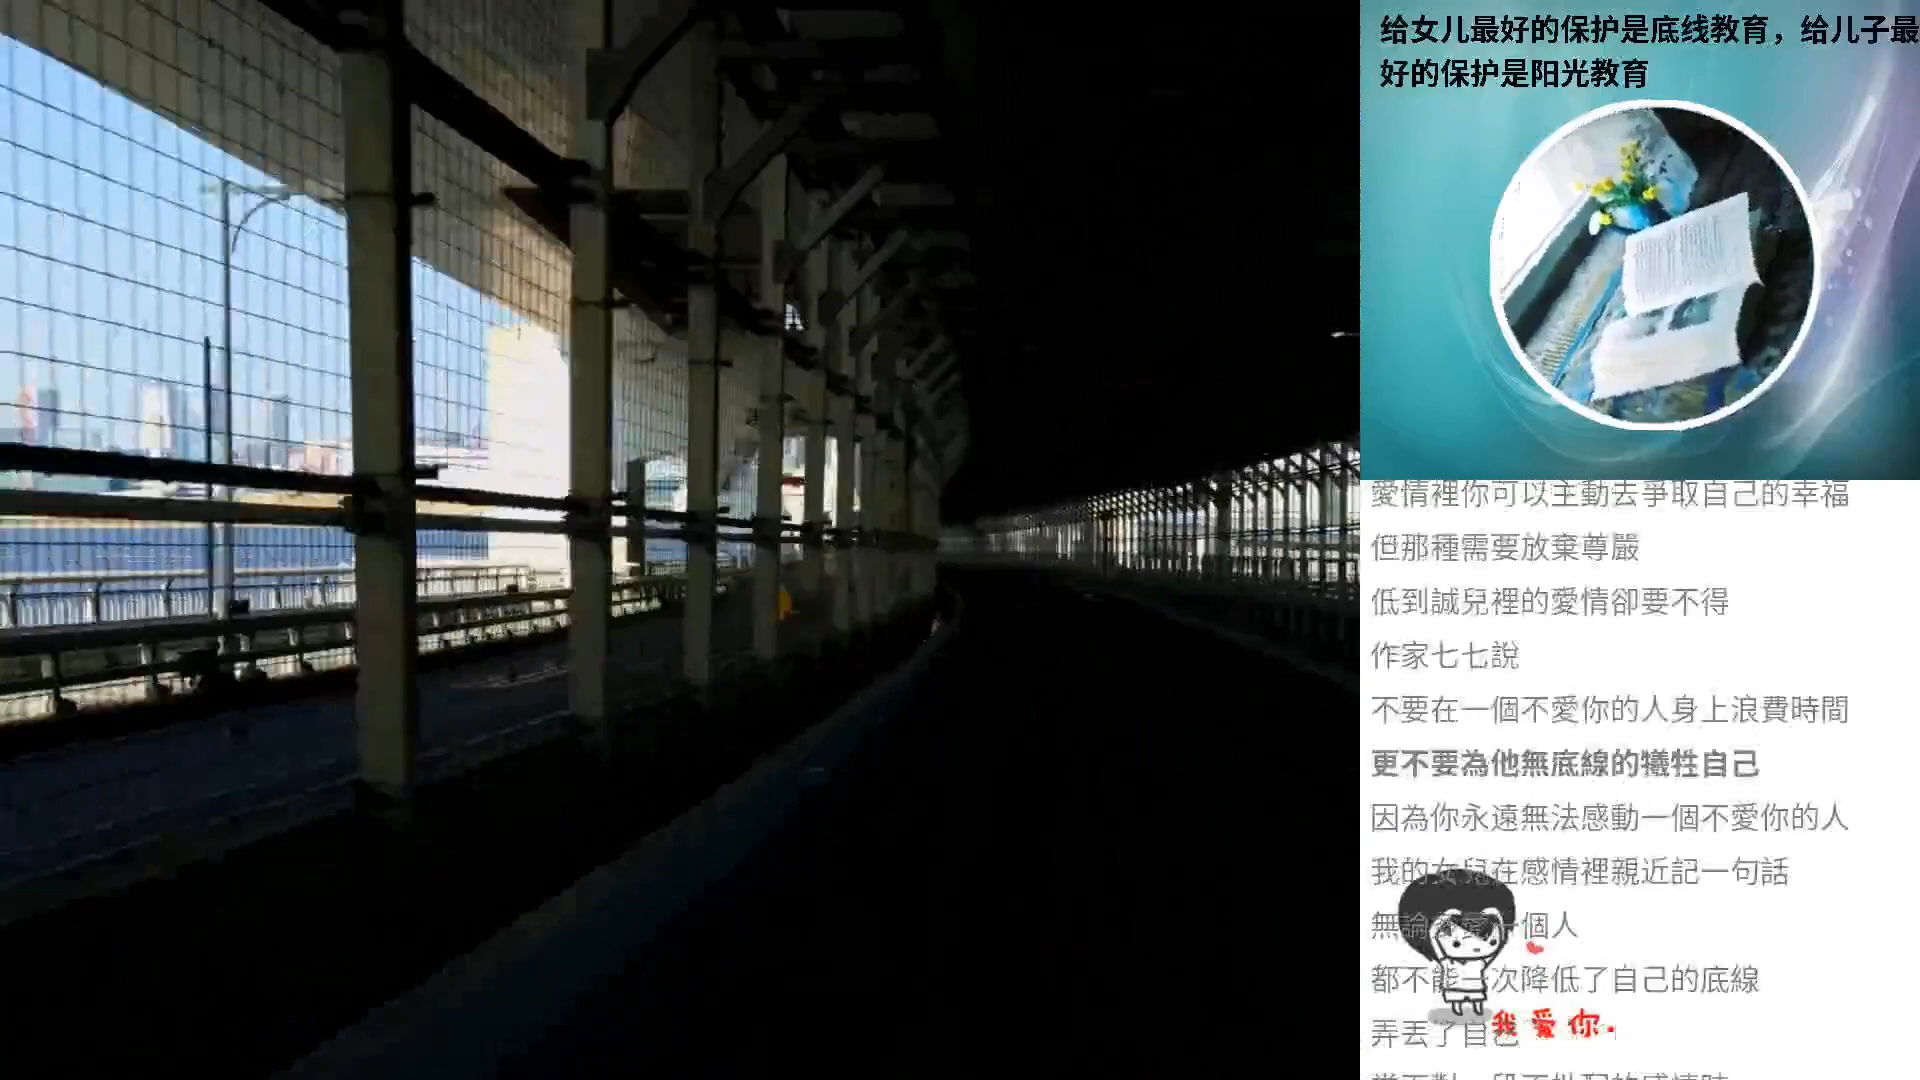 给女儿最好的保护是底线教育，给儿子最
好的保护是阳光教育
愛情裡你可以主動去爭取自己的幸福
但那種需要放棄尊嚴
低到誠兒裡的愛情卻要不得
作家七七說
不要在一個不愛你的人身上浪費時間
更不要為他無底線的犧牲自己
因為你永遠無法感動一個不愛你的人
我的女兒在感情裡親近記一句話
無論 一個人
都不能一次降低了自己的底線
弄丟了自己
我愛你.